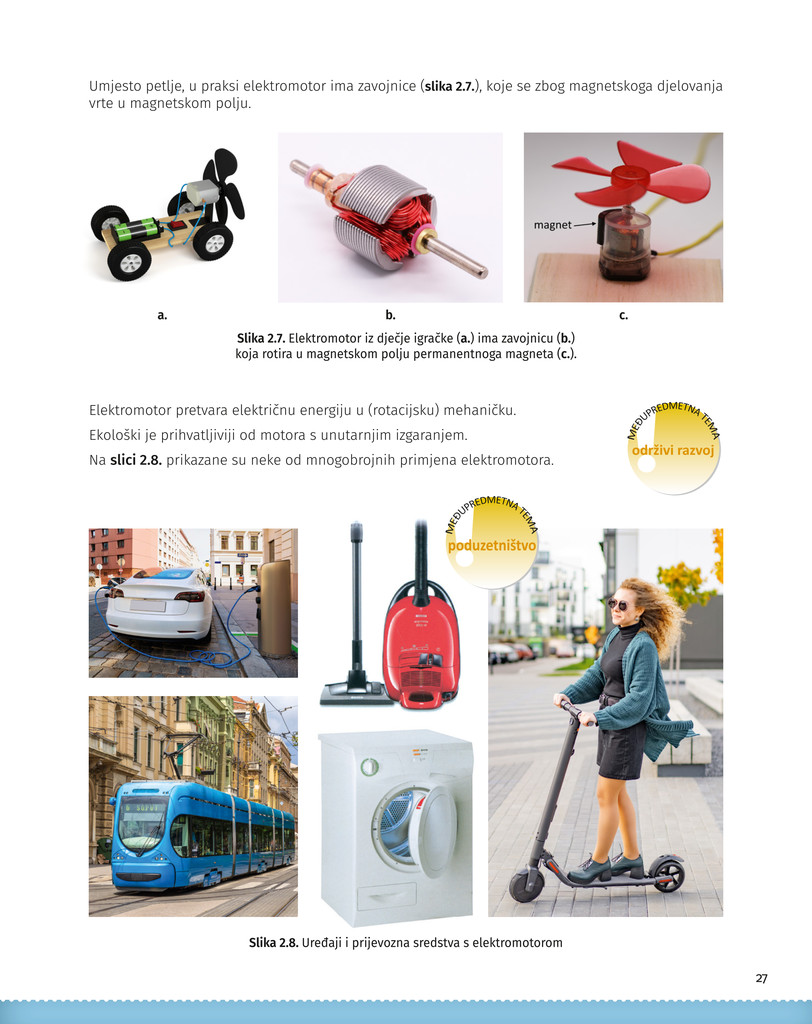 Umjesto petlje, u praksi elektromotor ima zavojnice (slika 2.7.), koje se zbog magnetskoga djelovanja
vrte u magnetskom polju.
magnet
a.
b.
c.
Slika 2.7. Elektromotor iz dječje igračke (a.) ima zavojnicu (b.)
koja rotira u magnetskom polju permanentnoga magneta (c.).
Elektromotor pretvara električnu energiju u (rotacijsku) mehaničku.
Ekološki je prihvatljiviji od motora s unutarnjim izgaranjem.
Na slici 2.8. prikazane su neke od mnogobrojnih primjena elektromotora.
MEĐUPREDMETNA TEMA
održivi razvoj
MEĐUPREDMETNA TEMA
poduzetništvo
Slika 2.8. Uređaji i prijevozna sredstva s elektromotorom
27